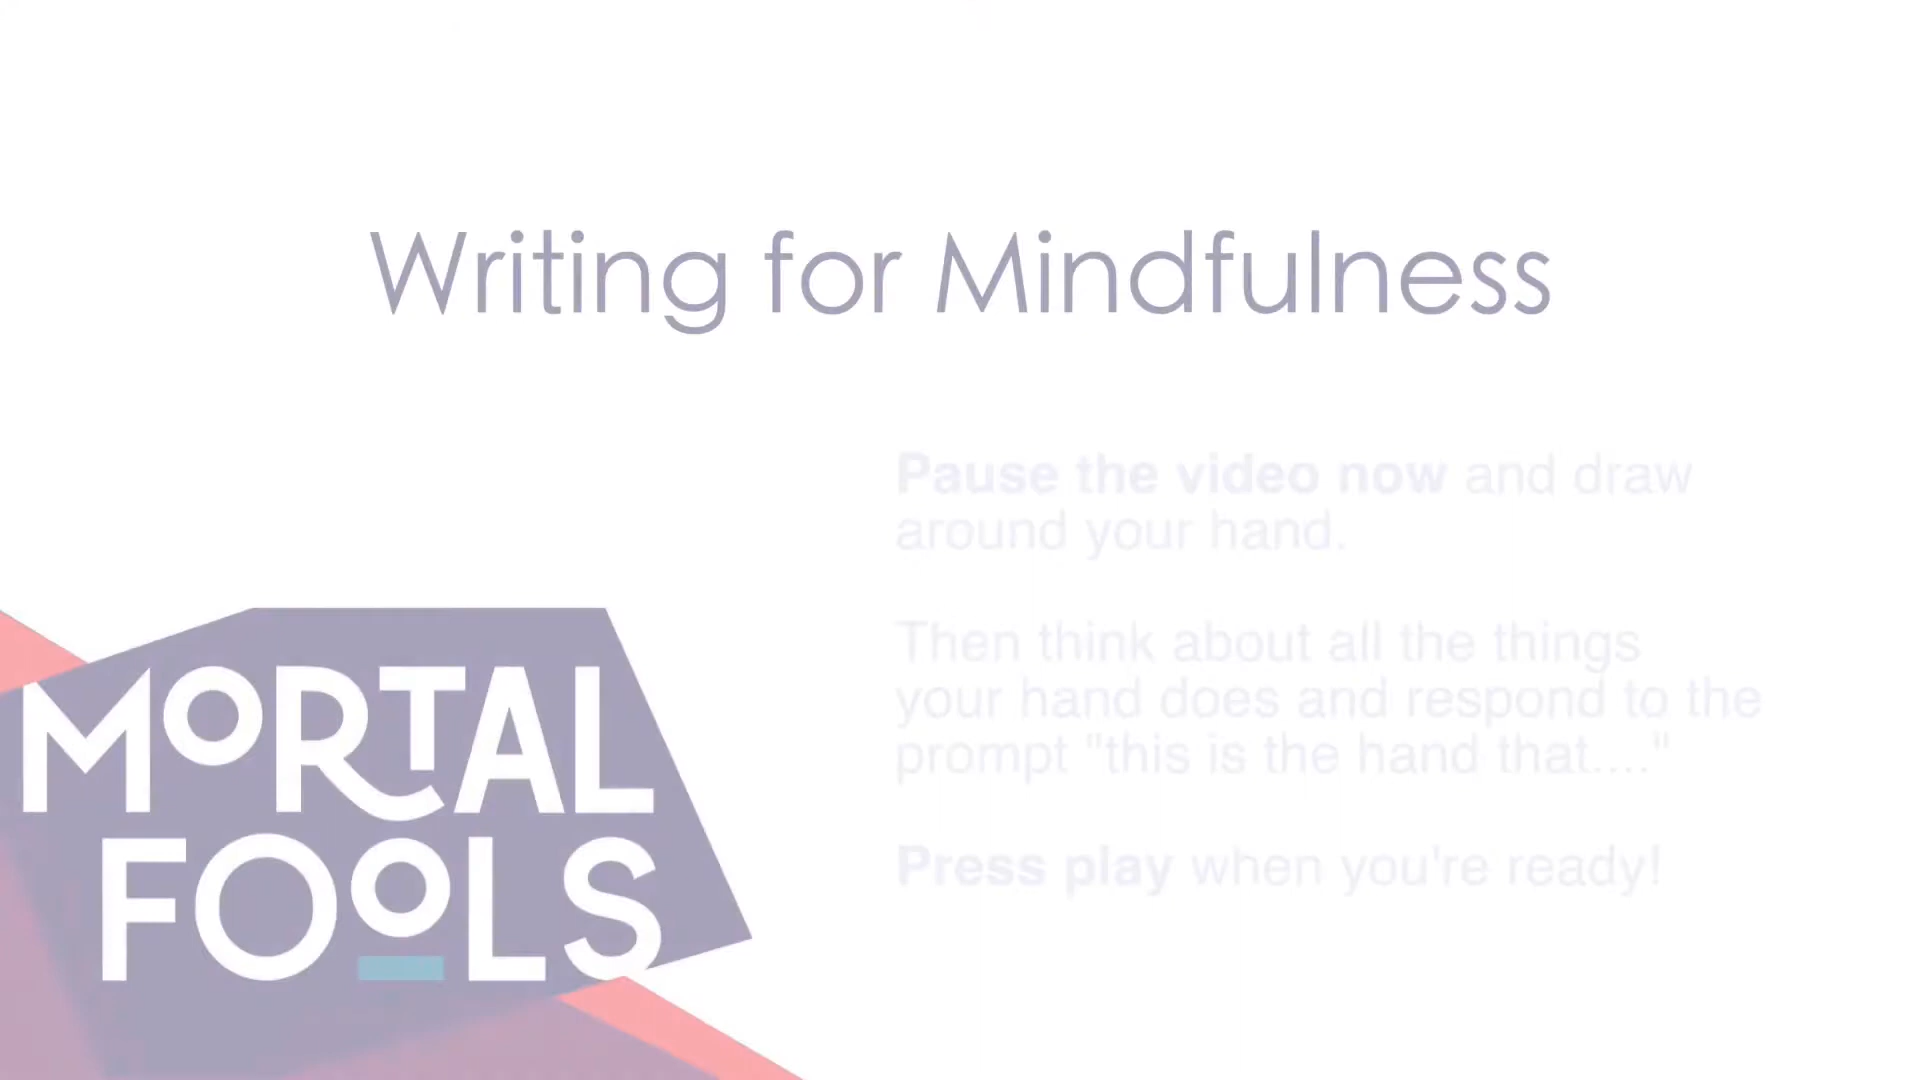 Writing for Mindfulness
Pause the video now and draw
around your hand.
Then think about all the things
your hand does and respond to the
prompt "this is the hand that...."
Press play when you're ready!
MORTAL
FOOLS